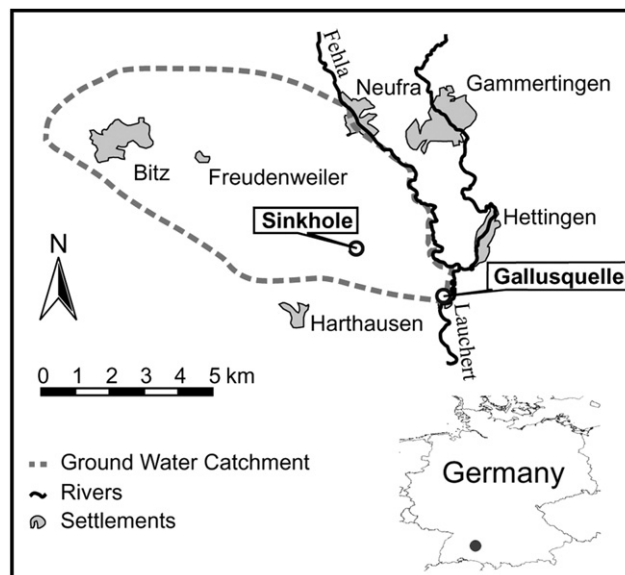 Fehla
Neufra
Gammertingen
Bitz
Freudenweiler
Sinkhole
Hettingen
N
Gallusquelle
Harthausen
Lauchert
0 1 2 3 4 5 km
Ground Water Catchment
Rivers
Settlements
Germany